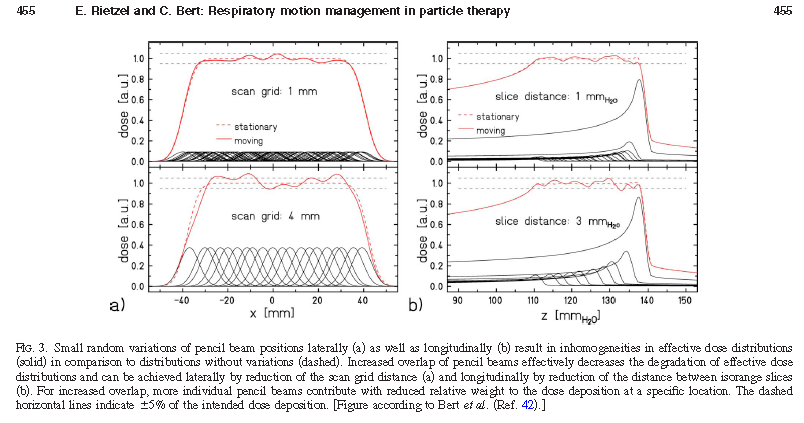 455 E. Rietzel and C. Bert: Respiratory motion management in particle therapy 455
dose [a.u.]
1.0
0.8
0.6
0.4
0.2
0.0
scan grid: 1 mm
stationary
moving
dose [a.u.]
1.0
0.8
0.6
0.4
0.2
0.0
slice distance: 1 mmH2O
stationary
moving
dose [a.u.]
1.0
0.8
0.6
0.4
0.2
0.0
scan grid: 4 mm
dose [a.u.]
1.0
0.8
0.6
0.4
0.2
0.0
slice distance: 3 mmH2O
−40 −20 0 20 40
90 100 110 120 130 140 150
a) x [mm]
b) z [mmH2O]
FIG. 3. Small random variations of pencil beam positions laterally (a) as well as longitudinally (b) result in inhomogeneities in effective dose distributions
(solid) in comparison to distributions without variations (dashed). Increased overlap of pencil beams effectively decreases the degradation of effective dose
distributions and can be achieved laterally by reduction of the scan grid distance (a) and longitudinally by reduction of the distance between isorange slices
(b). For increased overlap, more individual pencil beams contribute with reduced relative weight to the dose deposition at a specific location. The dashed
horizontal lines indicate ±5% of the intended dose deposition. [Figure according to Bert et al. (Ref. 42).]